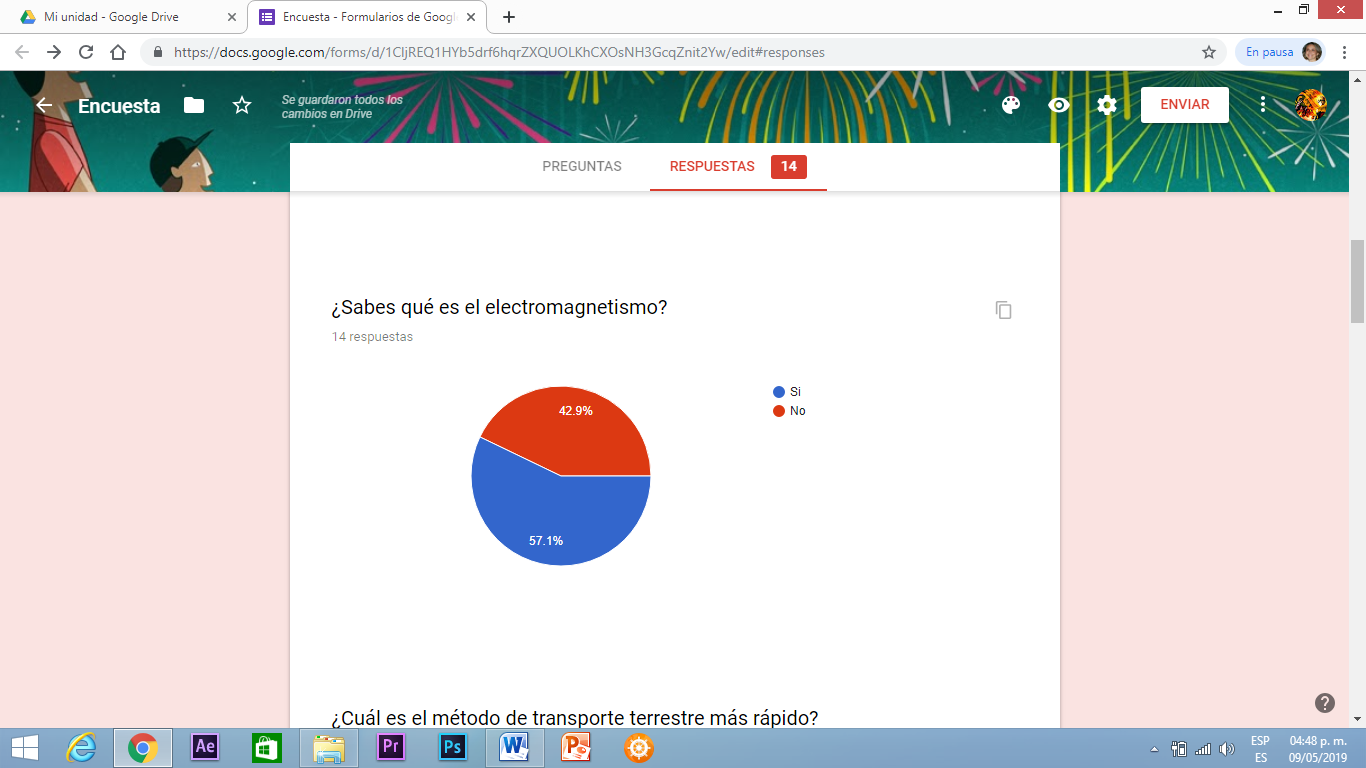 Mi unidad - Google Drive
Encuesta - Formularios de Google
https://docs.google.com/forms/d/1CljREQ1HYb5drf6hqrZXQUOLKhCXOsNH3GcqZnit2Yw/edit#responses
En pausa
Encuesta
Se guardaron todos los
cambios en Drive
ENVIAR
PREGUNTAS
RESPUESTAS 14
¿Sabes qué es el electromagnetismo?
14 respuestas
Si
No
42.9%
57.1%
¿Cuál es el método de transporte terrestre más rápido?
Ae
Pr
Ps
W
P
ESP
ES
04:48 p. m.
09/05/2019